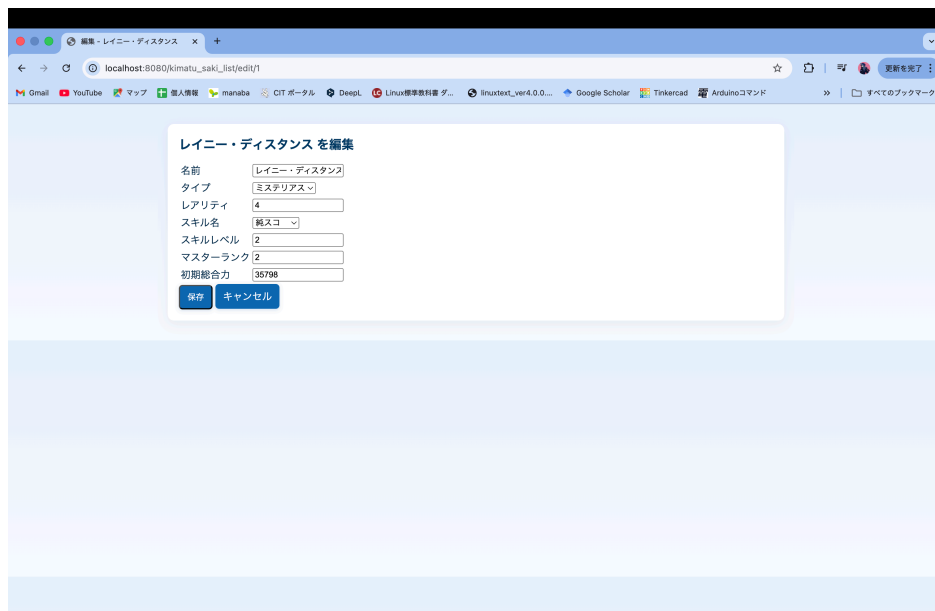 編集 - レイニー・ディスタンス
localhost:8080/kimatu_saki_list/edit/1
更新を完了
Gmail YouTube マップ 個人情報 manaba CIT ポータル DeepL Linux標準教科書 ダ... linuxtext_ver4.0.0.... Google Scholar Tinkercad Arduinoコマンド すべてのブックマーク
レイニー・ディスタンス を編集
名前 レイニー・ディスタンス
タイプ ミステリアス
レアリティ 4
スキル名 純スコ
スキルレベル 2
マスターランク 2
初期総合力 35798
保存 キャンセル